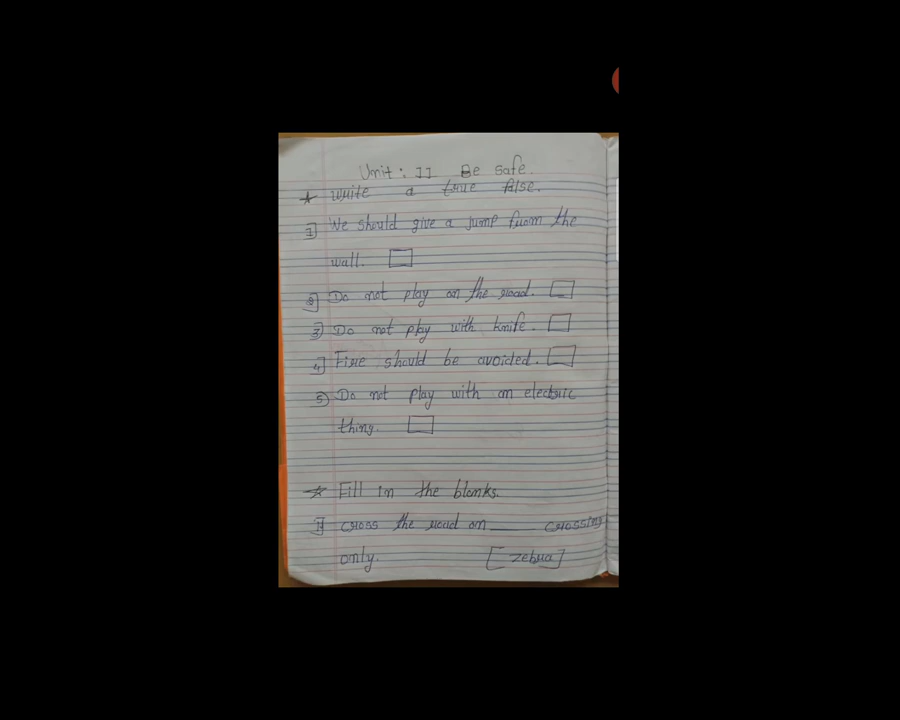 Unit : II Be safe.
★ write a true false.
1] We should give a jump from the
wall.
2] Do not play on the road.
3] Do not play with knife.
4] Fire should be avoided.
5] Do not play with an electric
thing.
★ Fill in the blanks.
1] cross the road on ____ crossing
only. [zebra]